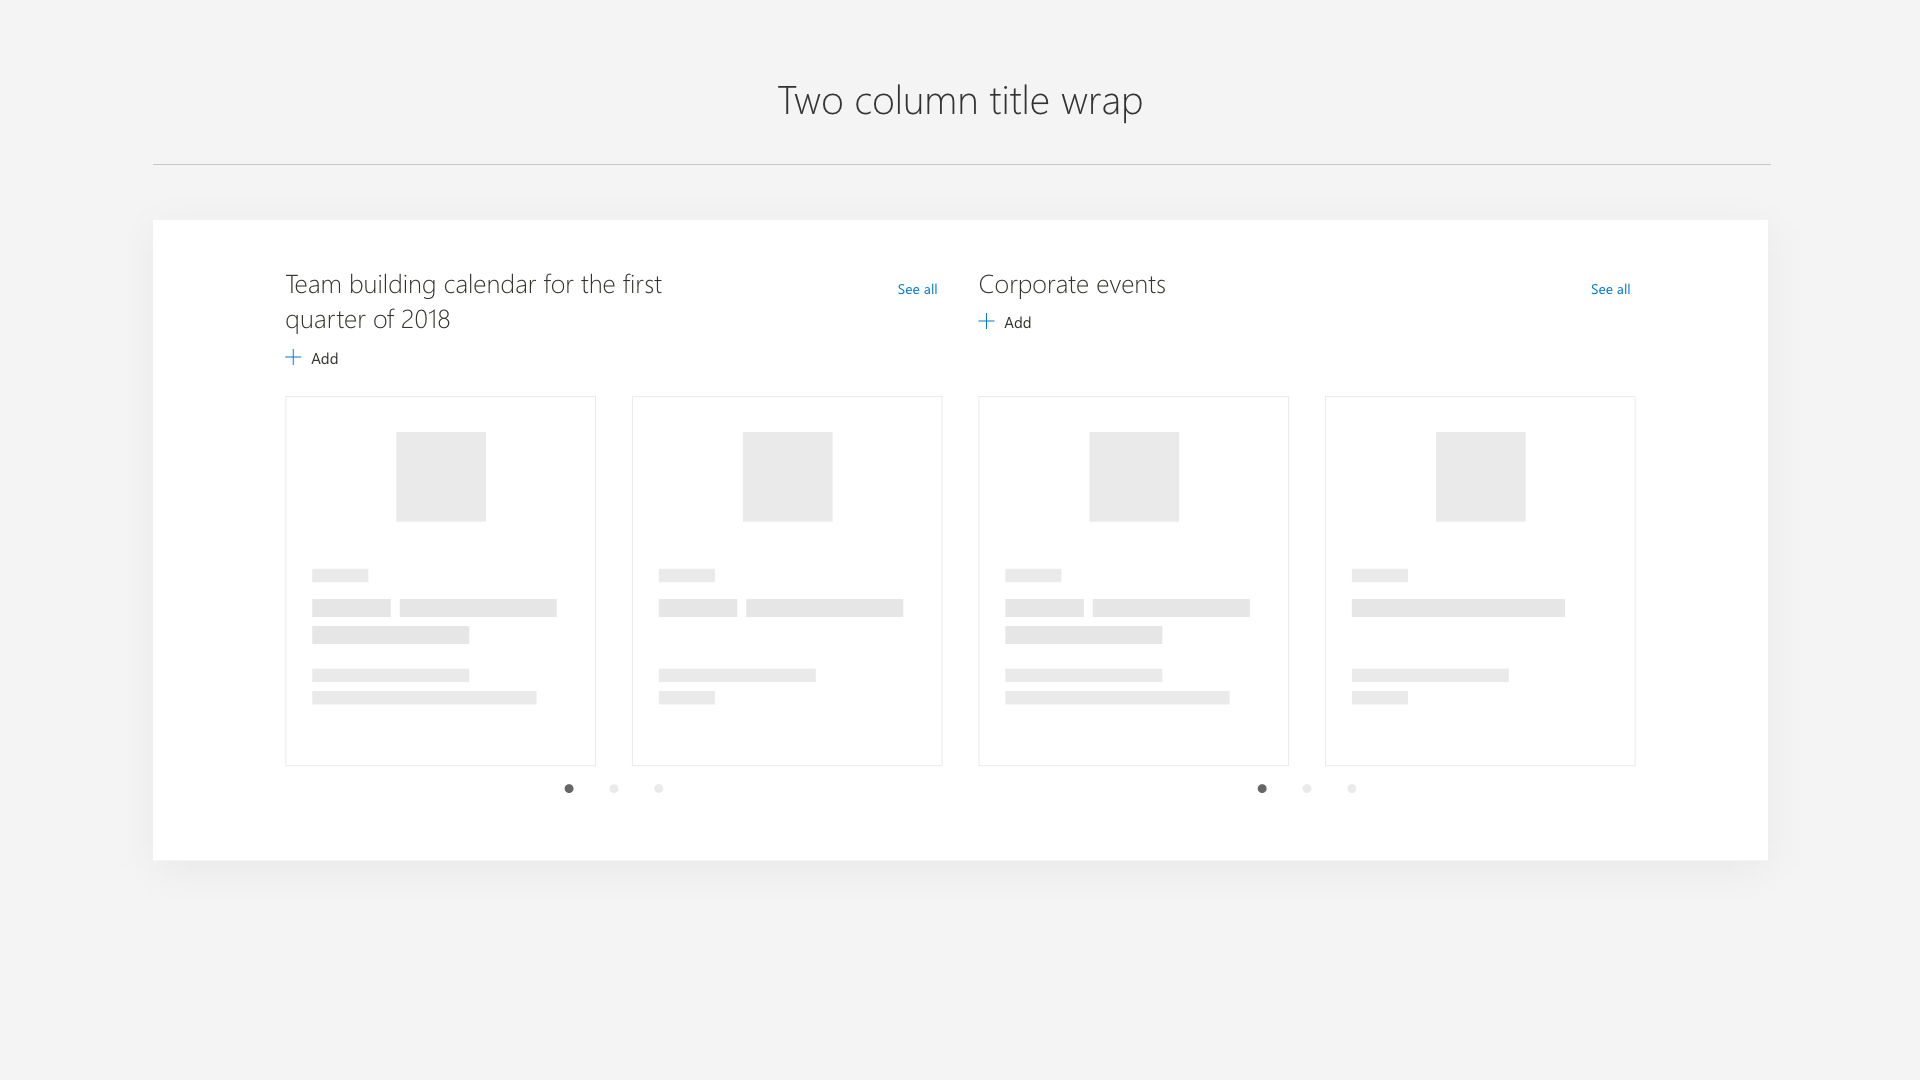 Two column title wrap
Team building calendar for the first
quarter of 2018
See all
Add
Corporate events
See all
Add